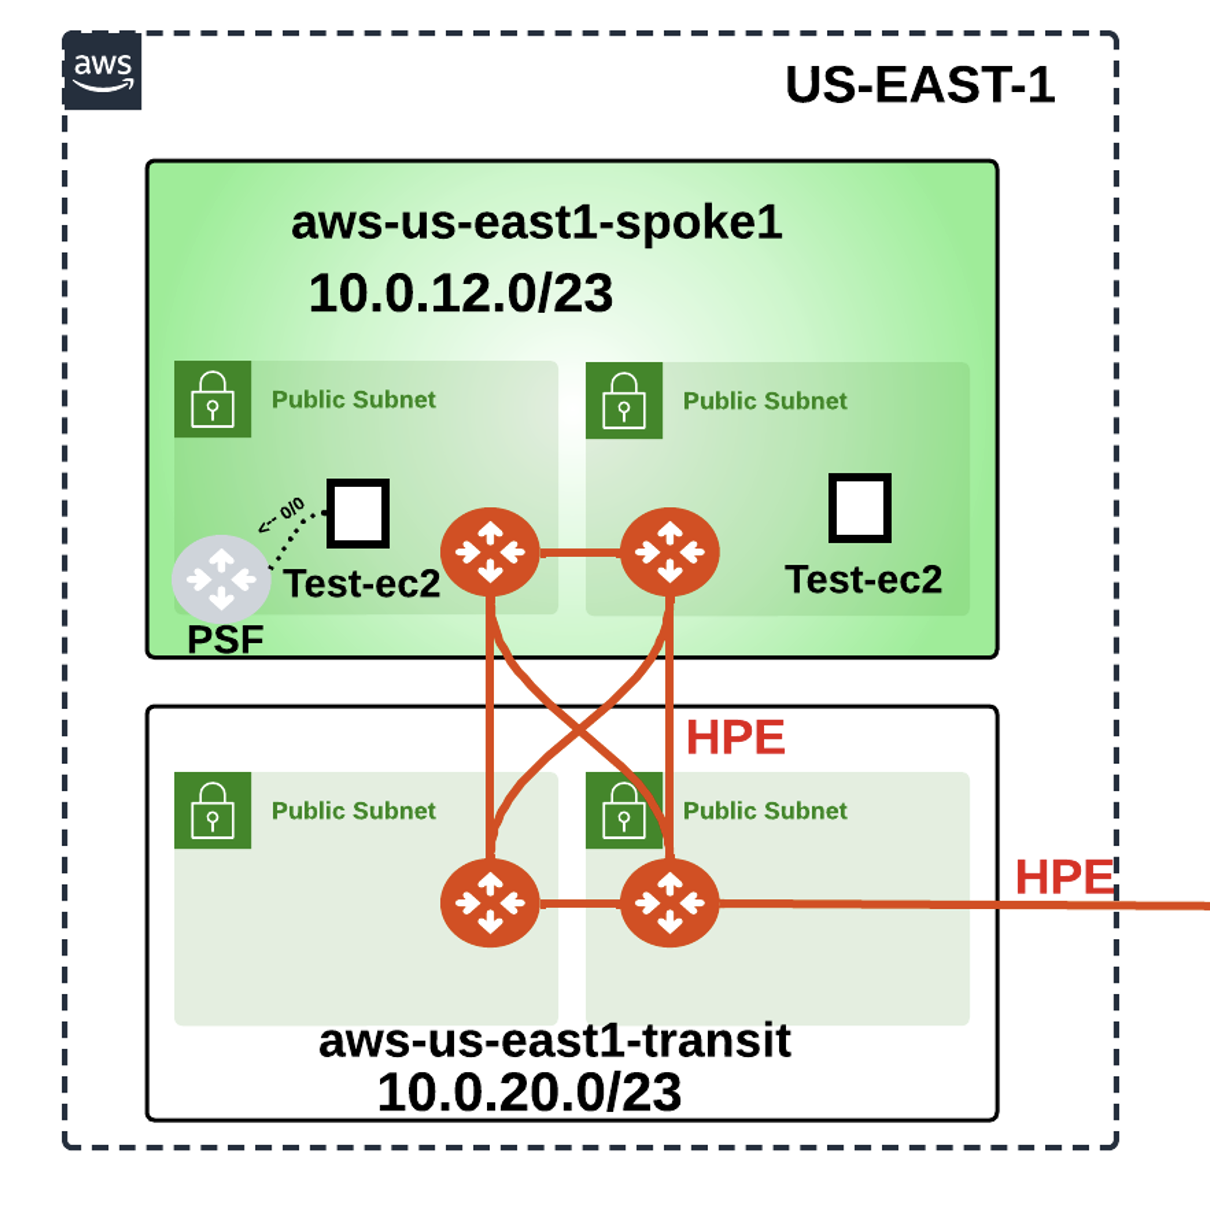 aws
US-EAST-1
aws-us-east1-spoke1
10.0.12.0/23
Public Subnet
Public Subnet
<-- 0/0
Test-ec2
Test-ec2
PSF
HPE
Public Subnet
Public Subnet
HPE
aws-us-east1-transit
10.0.20.0/23